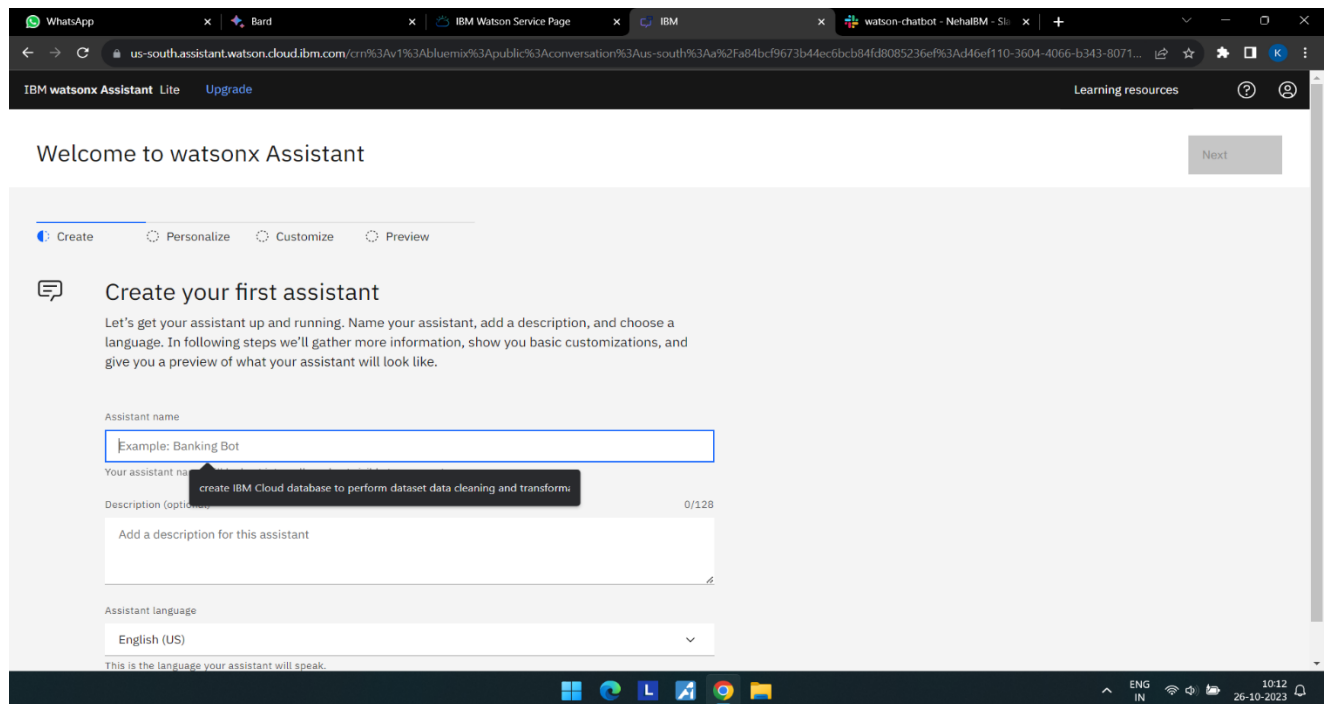 WhatsApp
Bard
IBM Watson Service Page
IBM
watson-chatbot - NehalBM - Sla
us-south.assistant.watson.cloud.ibm.com/crn%3Av1%3Abluemix%3Apublic%3Aconversation%3Aus-south%3Aa%2Fa84bcf9673b44ec6bcb84fd8085236ef%3Ad46ef110-3604-4066-b343-8071...
K
IBM watsonx Assistant Lite
Upgrade
Learning resources
Welcome to watsonx Assistant
Next
Create
Personalize
Customize
Preview
Create your first assistant
Let's get your assistant up and running. Name your assistant, add a description, and choose a
language. In following steps we'll gather more information, show you basic customizations, and
give you a preview of what your assistant will look like.
Assistant name
Example: Banking Bot
Your assistant
create IBM Cloud database to perform dataset data cleaning and transforma
Description
0/128
Add a description for this assistant
Assistant language
English (US)
This is the language your assistant will speak.
L
ENG
IN
10:12
26-10-2023